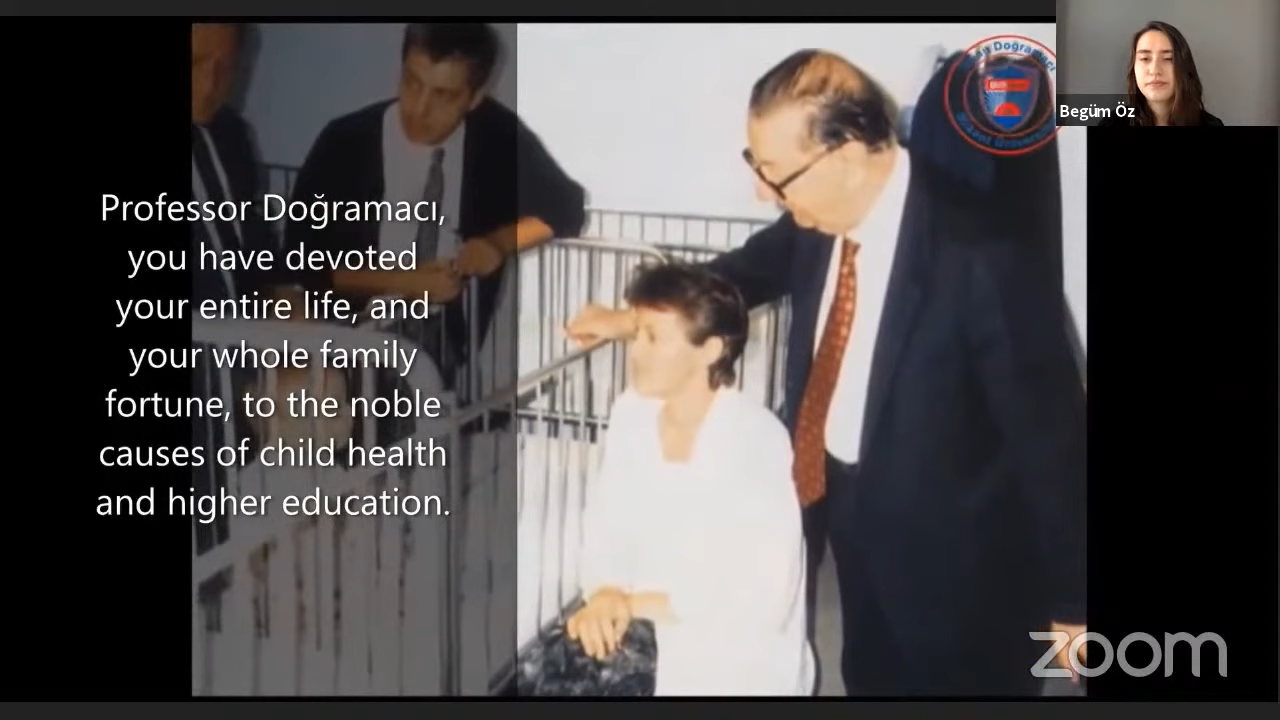 Professor Doğramacı,
you have devoted
your entire life, and
your whole family
fortune, to the noble
causes of child health
and higher education.
Begüm Öz
zoom